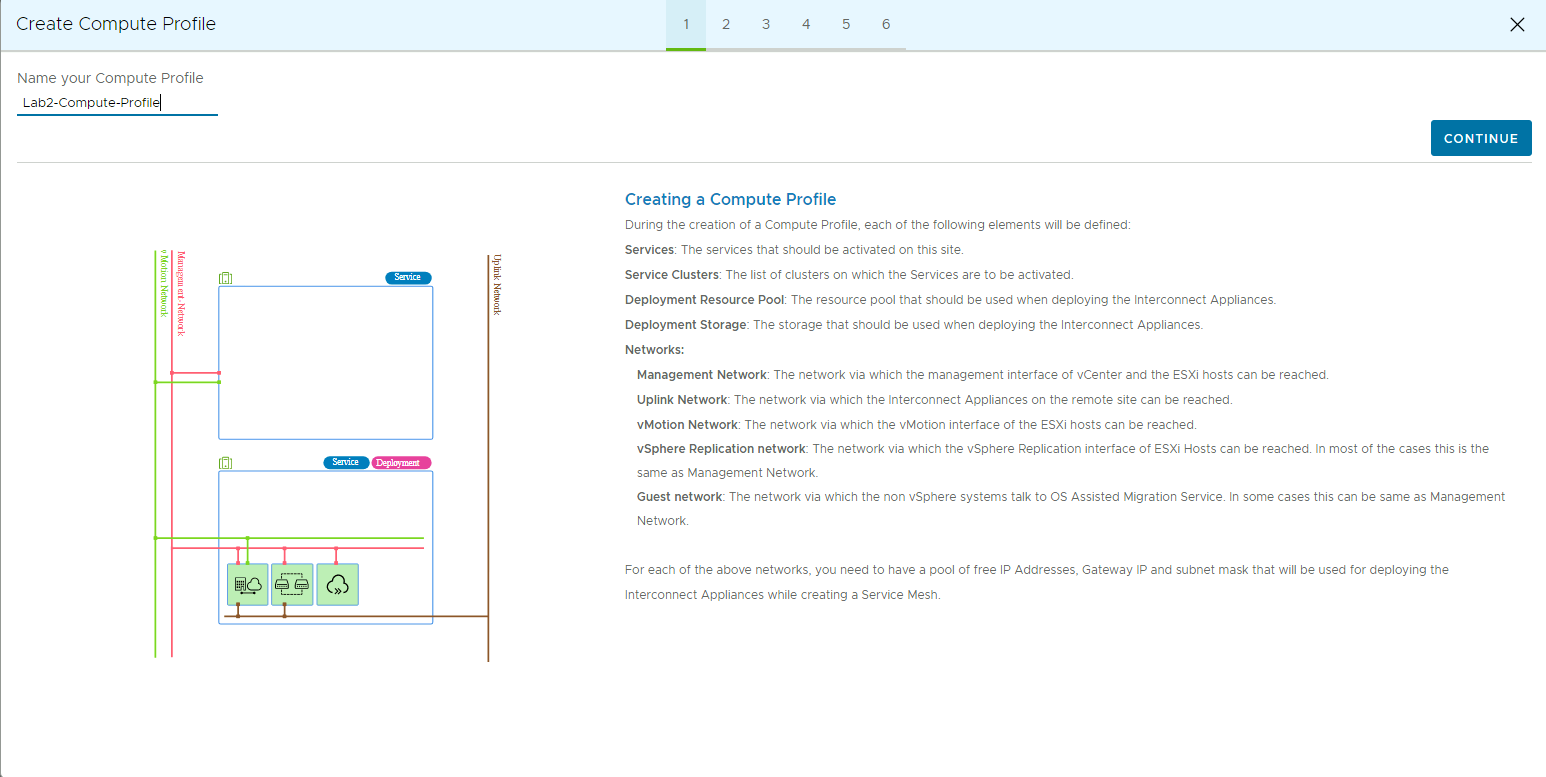 Create Compute Profile
1 2 3 4 5 6
Name your Compute Profile
Lab2-Compute-Profile
CONTINUE
Creating a Compute Profile
During the creation of a Compute Profile, each of the following elements will be defined:
Services: The services that should be activated on this site.
Service Clusters: The list of clusters on which the Services are to be activated.
Deployment Resource Pool: The resource pool that should be used when deploying the Interconnect Appliances.
Deployment Storage: The storage that should be used when deploying the Interconnect Appliances.
Networks:
Management Network: The network via which the management interface of vCenter and the ESXi hosts can be reached.
Uplink Network: The network via which the Interconnect Appliances on the remote site can be reached.
vMotion Network: The network via which the vMotion interface of the ESXi hosts can be reached.
vSphere Replication network: The network via which the vSphere Replication interface of ESXi Hosts can be reached. In most of the cases this is the
same as Management Network.
Guest network: The network via which the non vSphere systems talk to OS Assisted Migration Service. In some cases this can be same as Management
Network.
For each of the above networks, you need to have a pool of free IP Addresses, Gateway IP and subnet mask that will be used for deploying the
Interconnect Appliances while creating a Service Mesh.
vMotion Network
Management Network
Service
Uplink Network
Service
Deployment